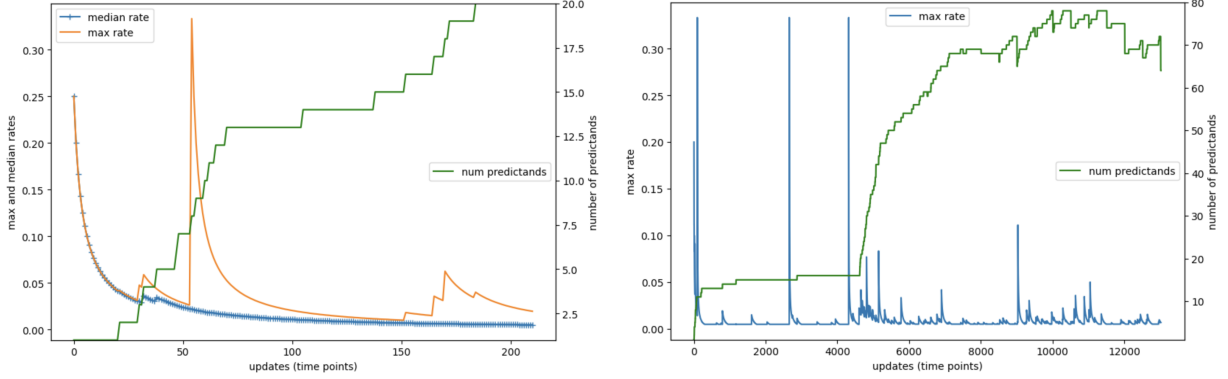 median rate
max rate
num predictands
max and median rates
0.30
0.25
0.20
0.15
0.10
0.05
0.00
20.0
17.5
15.0
12.5
10.0
7.5
5.0
2.5
number of predictands
0 50 100 150 200
updates (time points)
max rate
num predictands
max rate
0.30
0.25
0.20
0.15
0.10
0.05
0.00
80
70
60
50
40
30
20
10
number of predictands
0 2000 4000 6000 8000 10000 12000
updates (time points)